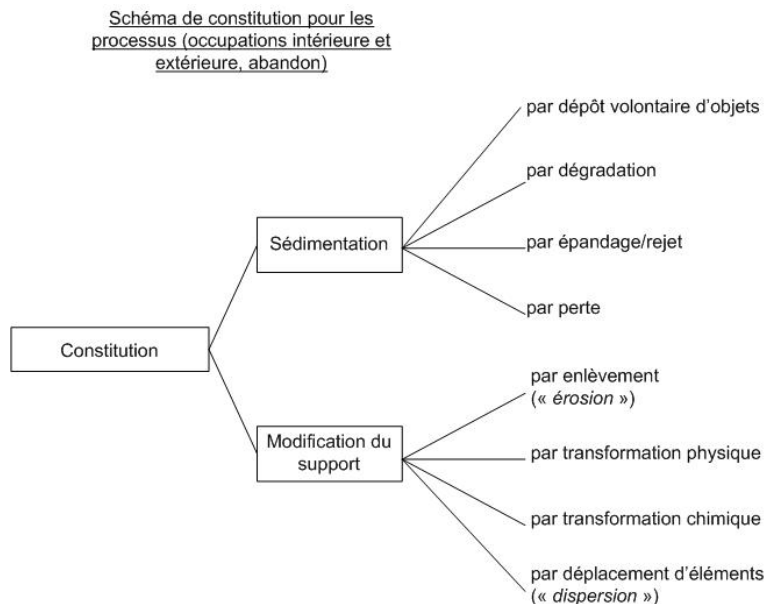 Schéma de constitution pour les
processus (occupations intérieure et
extérieure, abandon)
par dépôt volontaire d'objets
par dégradation
Sédimentation
par épandage/rejet
par perte
Constitution
par enlèvement
(« érosion »)
Modification du
support
par transformation physique
par transformation chimique
par déplacement d'éléments
(« dispersion »)